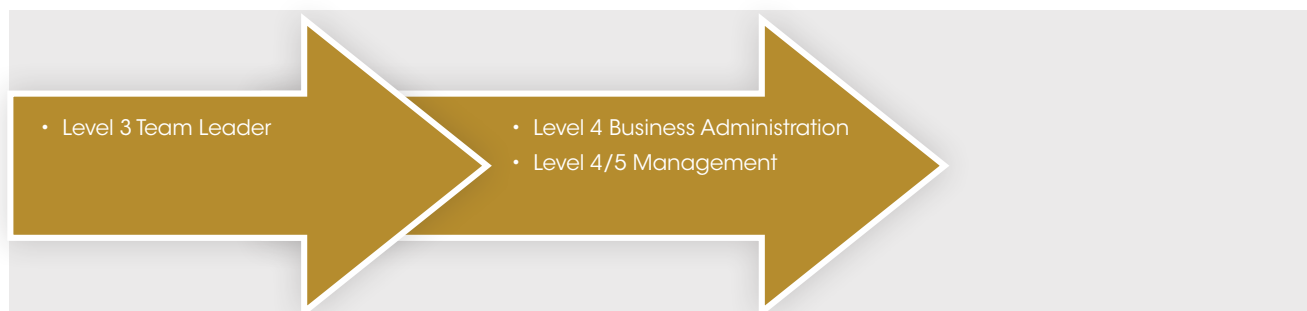 • Level 3 Team Leader
• Level 4 Business Administration
• Level 4/5 Management